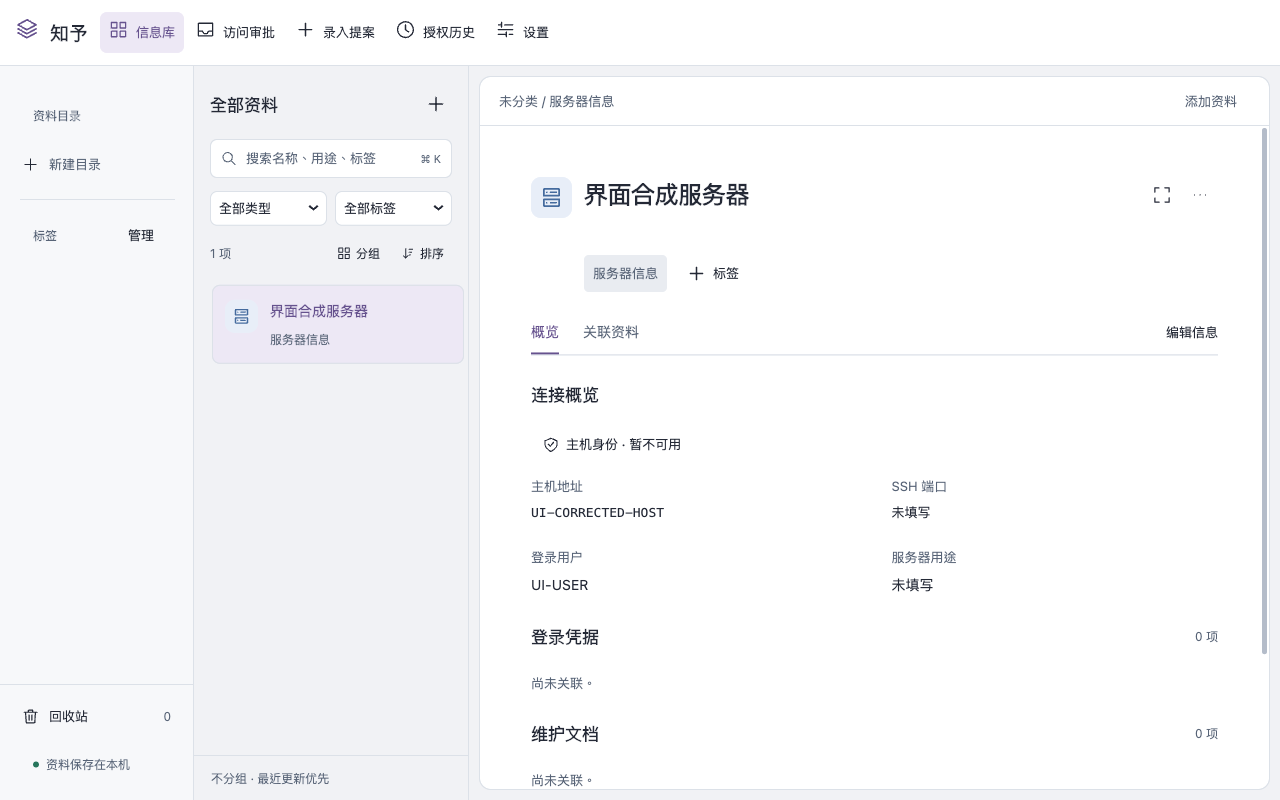 知予
信息库
访问审批
录入提案
授权历史
设置
资料目录
新建目录
标签
管理
回收站
0
资料保存在本机
全部资料
搜索名称、用途、标签
⌘ K
全部类型
全部标签
1 项
分组
排序
界面合成服务器
服务器信息
不分组 · 最近更新优先
未分类 / 服务器信息
添加资料
界面合成服务器
服务器信息
标签
概览
关联资料
编辑信息
连接概览
主机身份 · 暂不可用
主机地址
SSH 端口
UI-CORRECTED-HOST
未填写
登录用户
服务器用途
UI-USER
未填写
登录凭据
0 项
尚未关联。
维护文档
0 项
尚未关联。